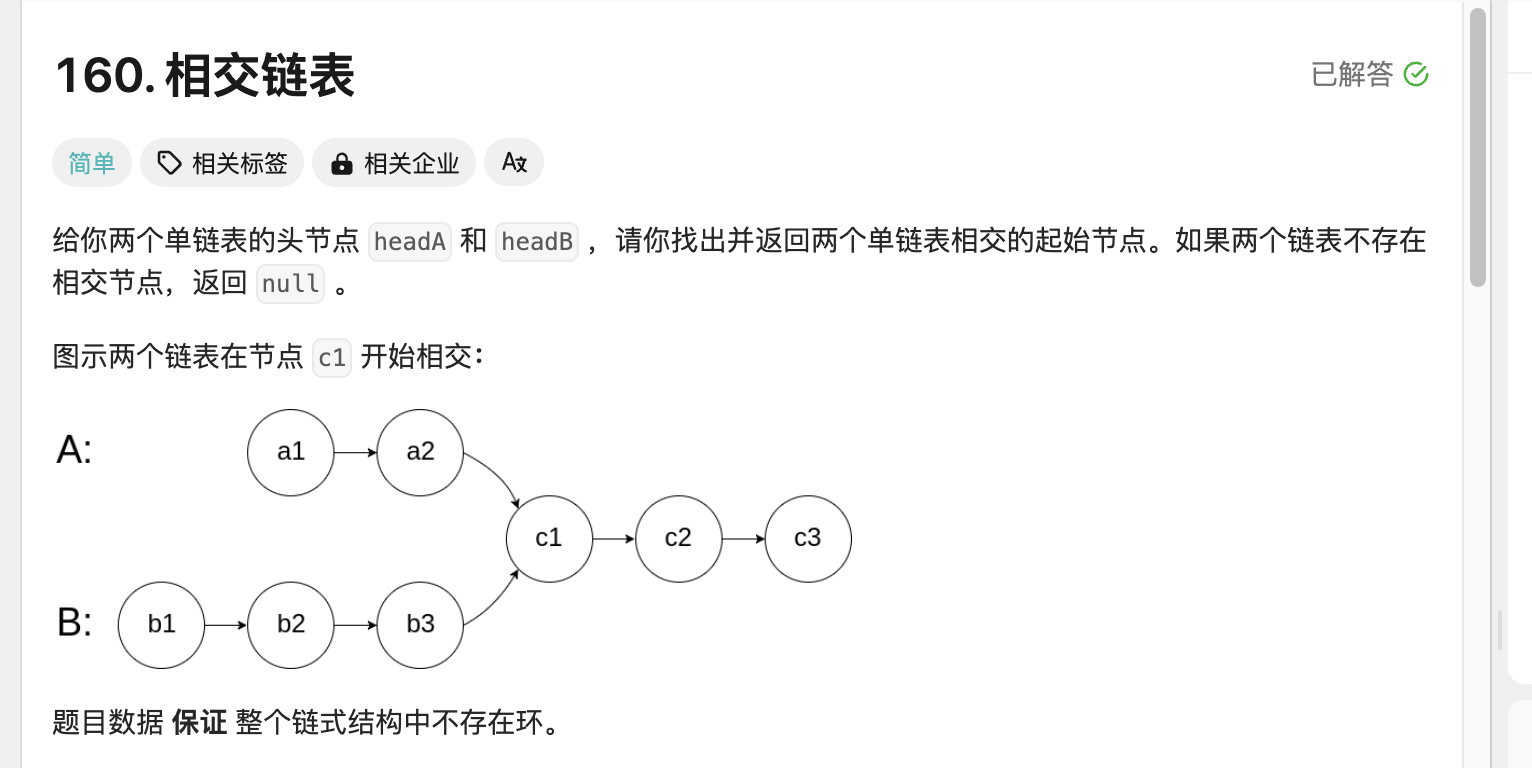 160. 相交链表
已解答
简单 相关标签 相关企业 A文
给你两个单链表的头节点 headA 和 headB ，请你找出并返回两个单链表相交的起始节点。如果两个链表不存在
相交节点，返回 null 。
图示两个链表在节点 c1 开始相交：
A: a1 a2
c1 c2 c3
B: b1 b2 b3
题目数据 保证 整个链式结构中不存在环。